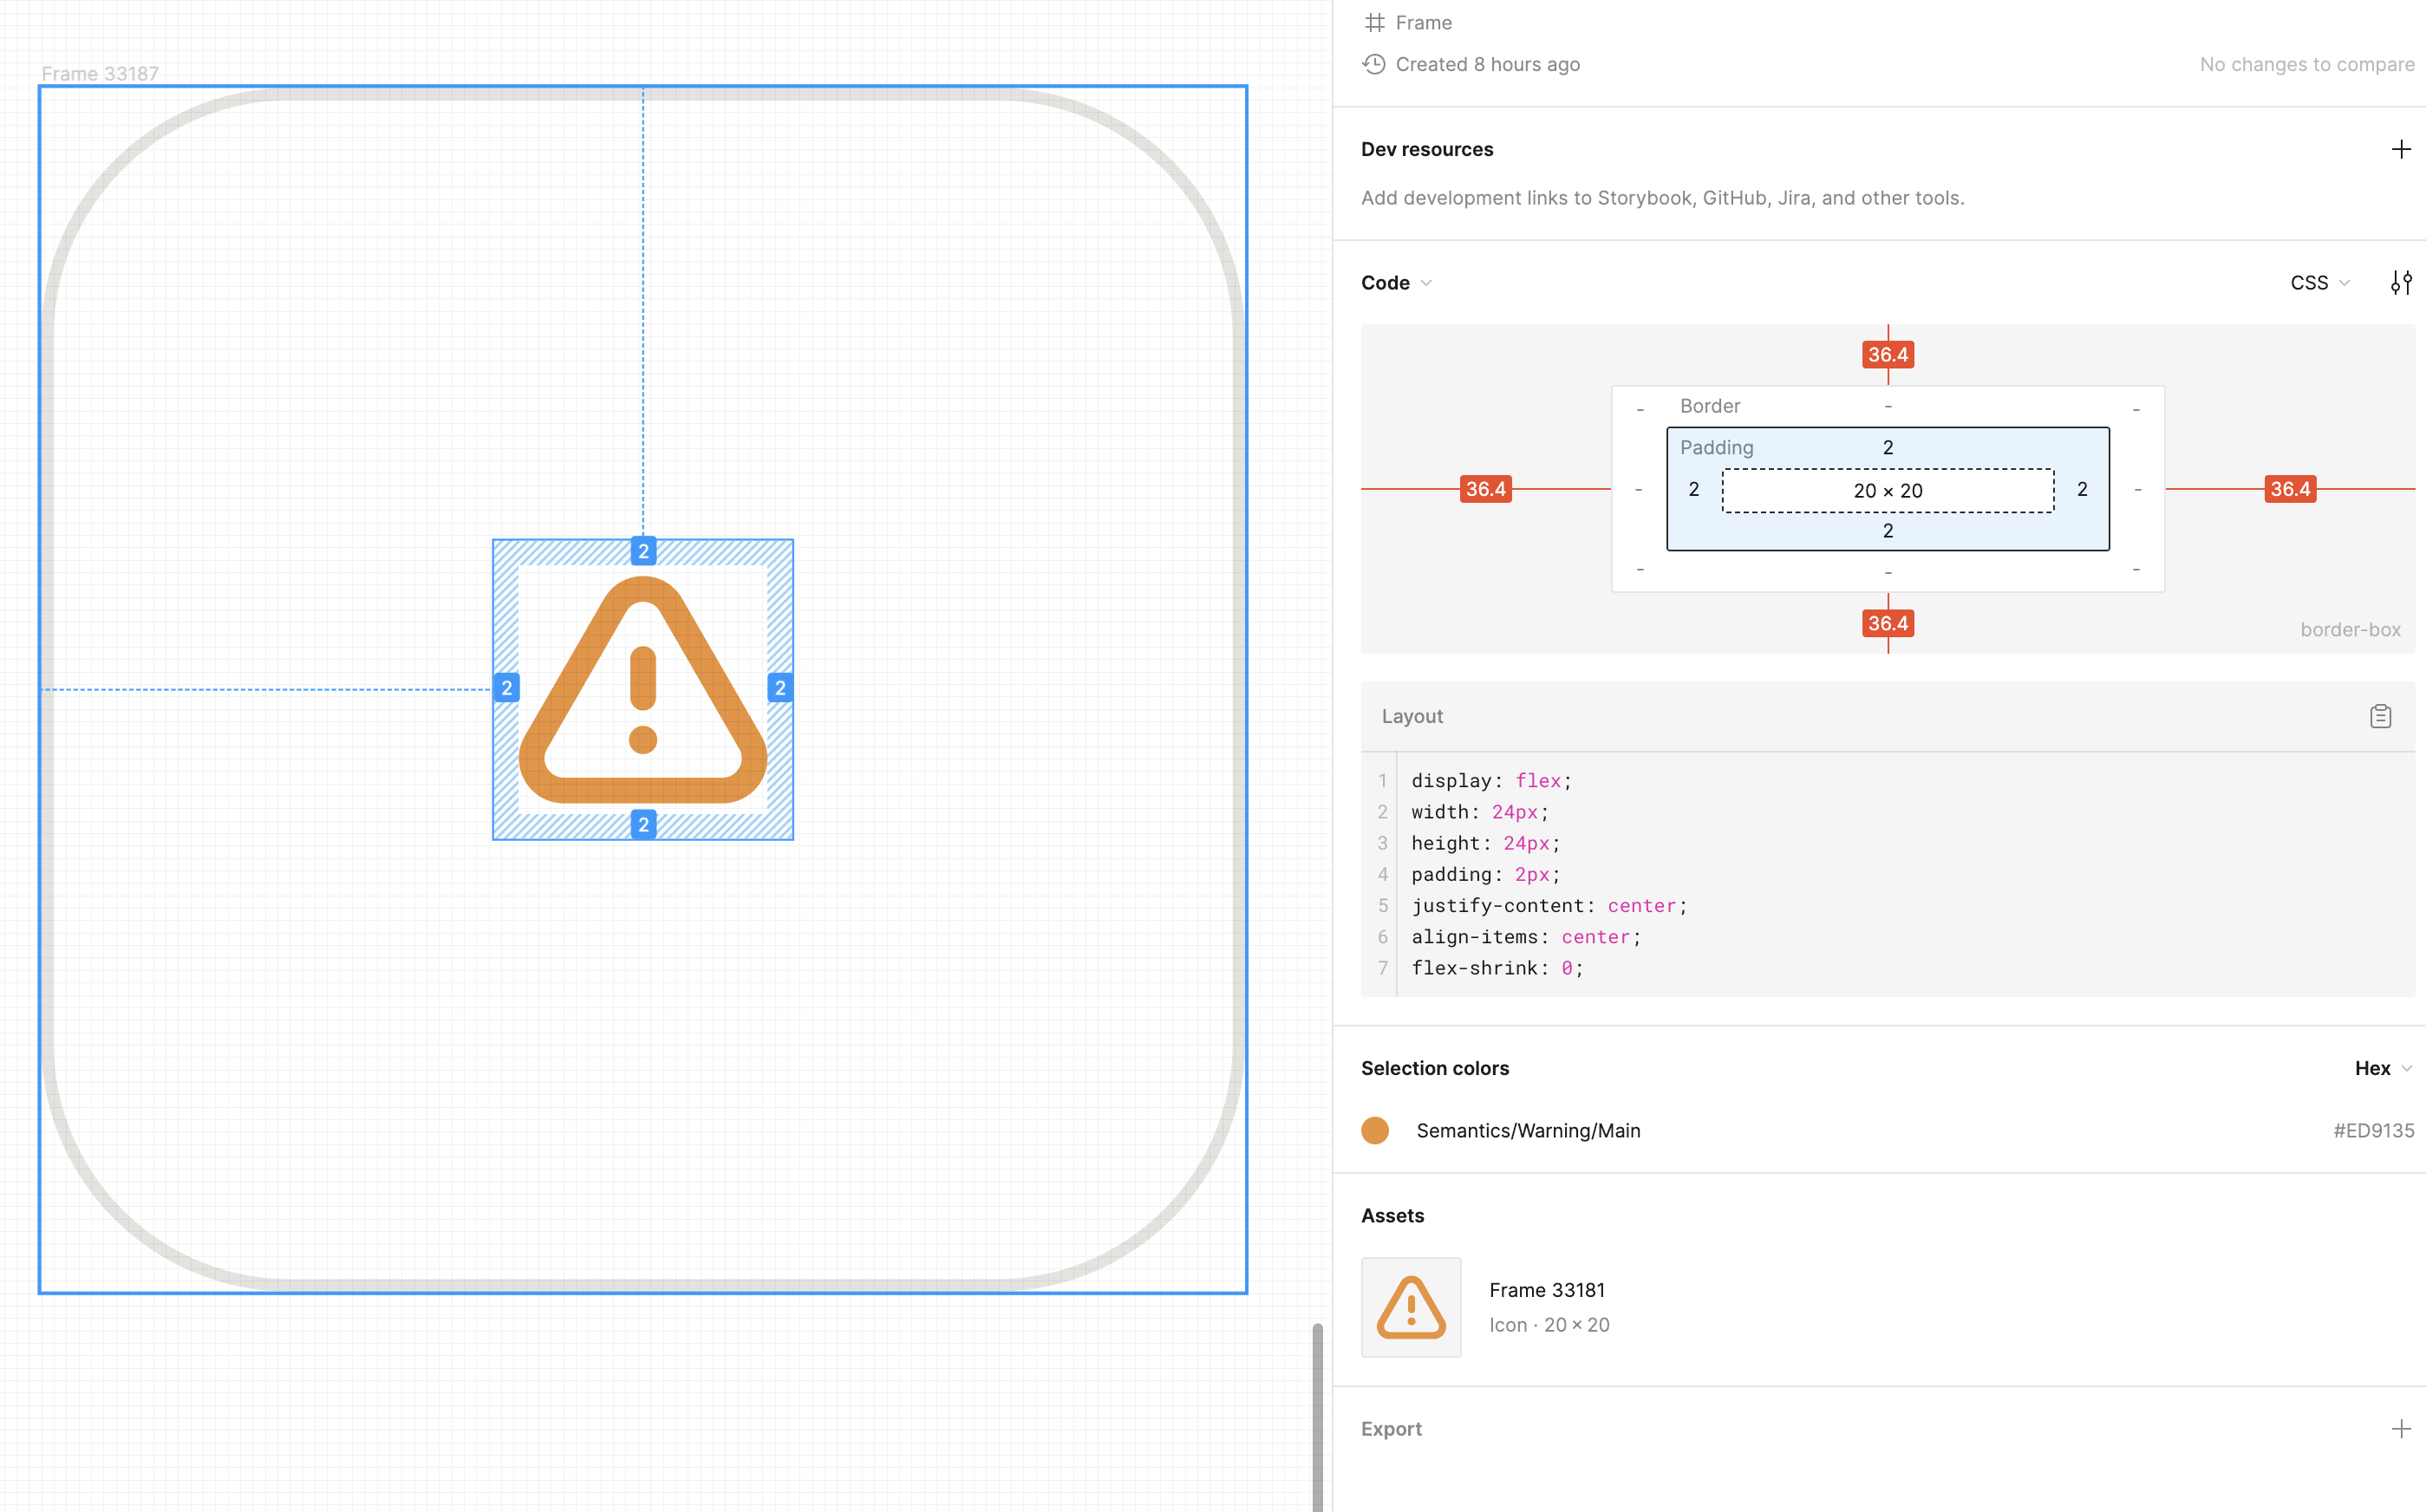 Frame 33187
2
2
2
2
Frame
Created 8 hours ago
No changes to compare
Dev resources
Add development links to Storybook, GitHub, Jira, and other tools.
Code
CSS
36.4
- Border - -
Padding 2
36.4 - 2 20 × 20 2 - 36.4
2
- - -
36.4
border-box
Layout
1 display: flex;
2 width: 24px;
3 height: 24px;
4 padding: 2px;
5 justify-content: center;
6 align-items: center;
7 flex-shrink: 0;
Selection colors
Hex
Semantics/Warning/Main
#ED9135
Assets
Frame 33181
Icon · 20 × 20
Export